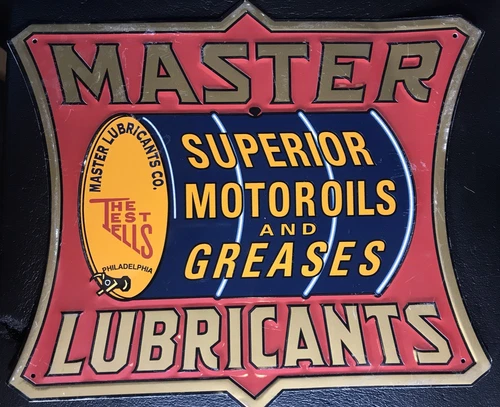 MASTER
MASTER LUBRICANTS CO.
THE
TEST
TELLS
PHILADELPHIA
SUPERIOR
MOTOROILS
AND
GREASES
LUBRICANTS